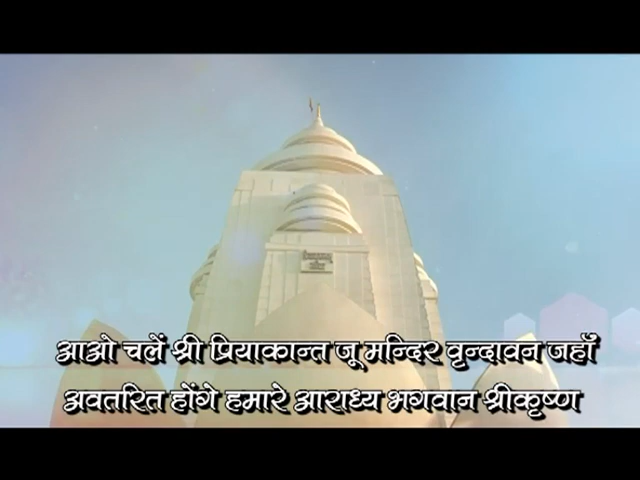 आओ चलें श्री प्रियाकान्त जू मन्दिर वृन्दावन जहाँ
अवतरित होंगे हमारे आराध्य भगवान श्रीकृष्ण